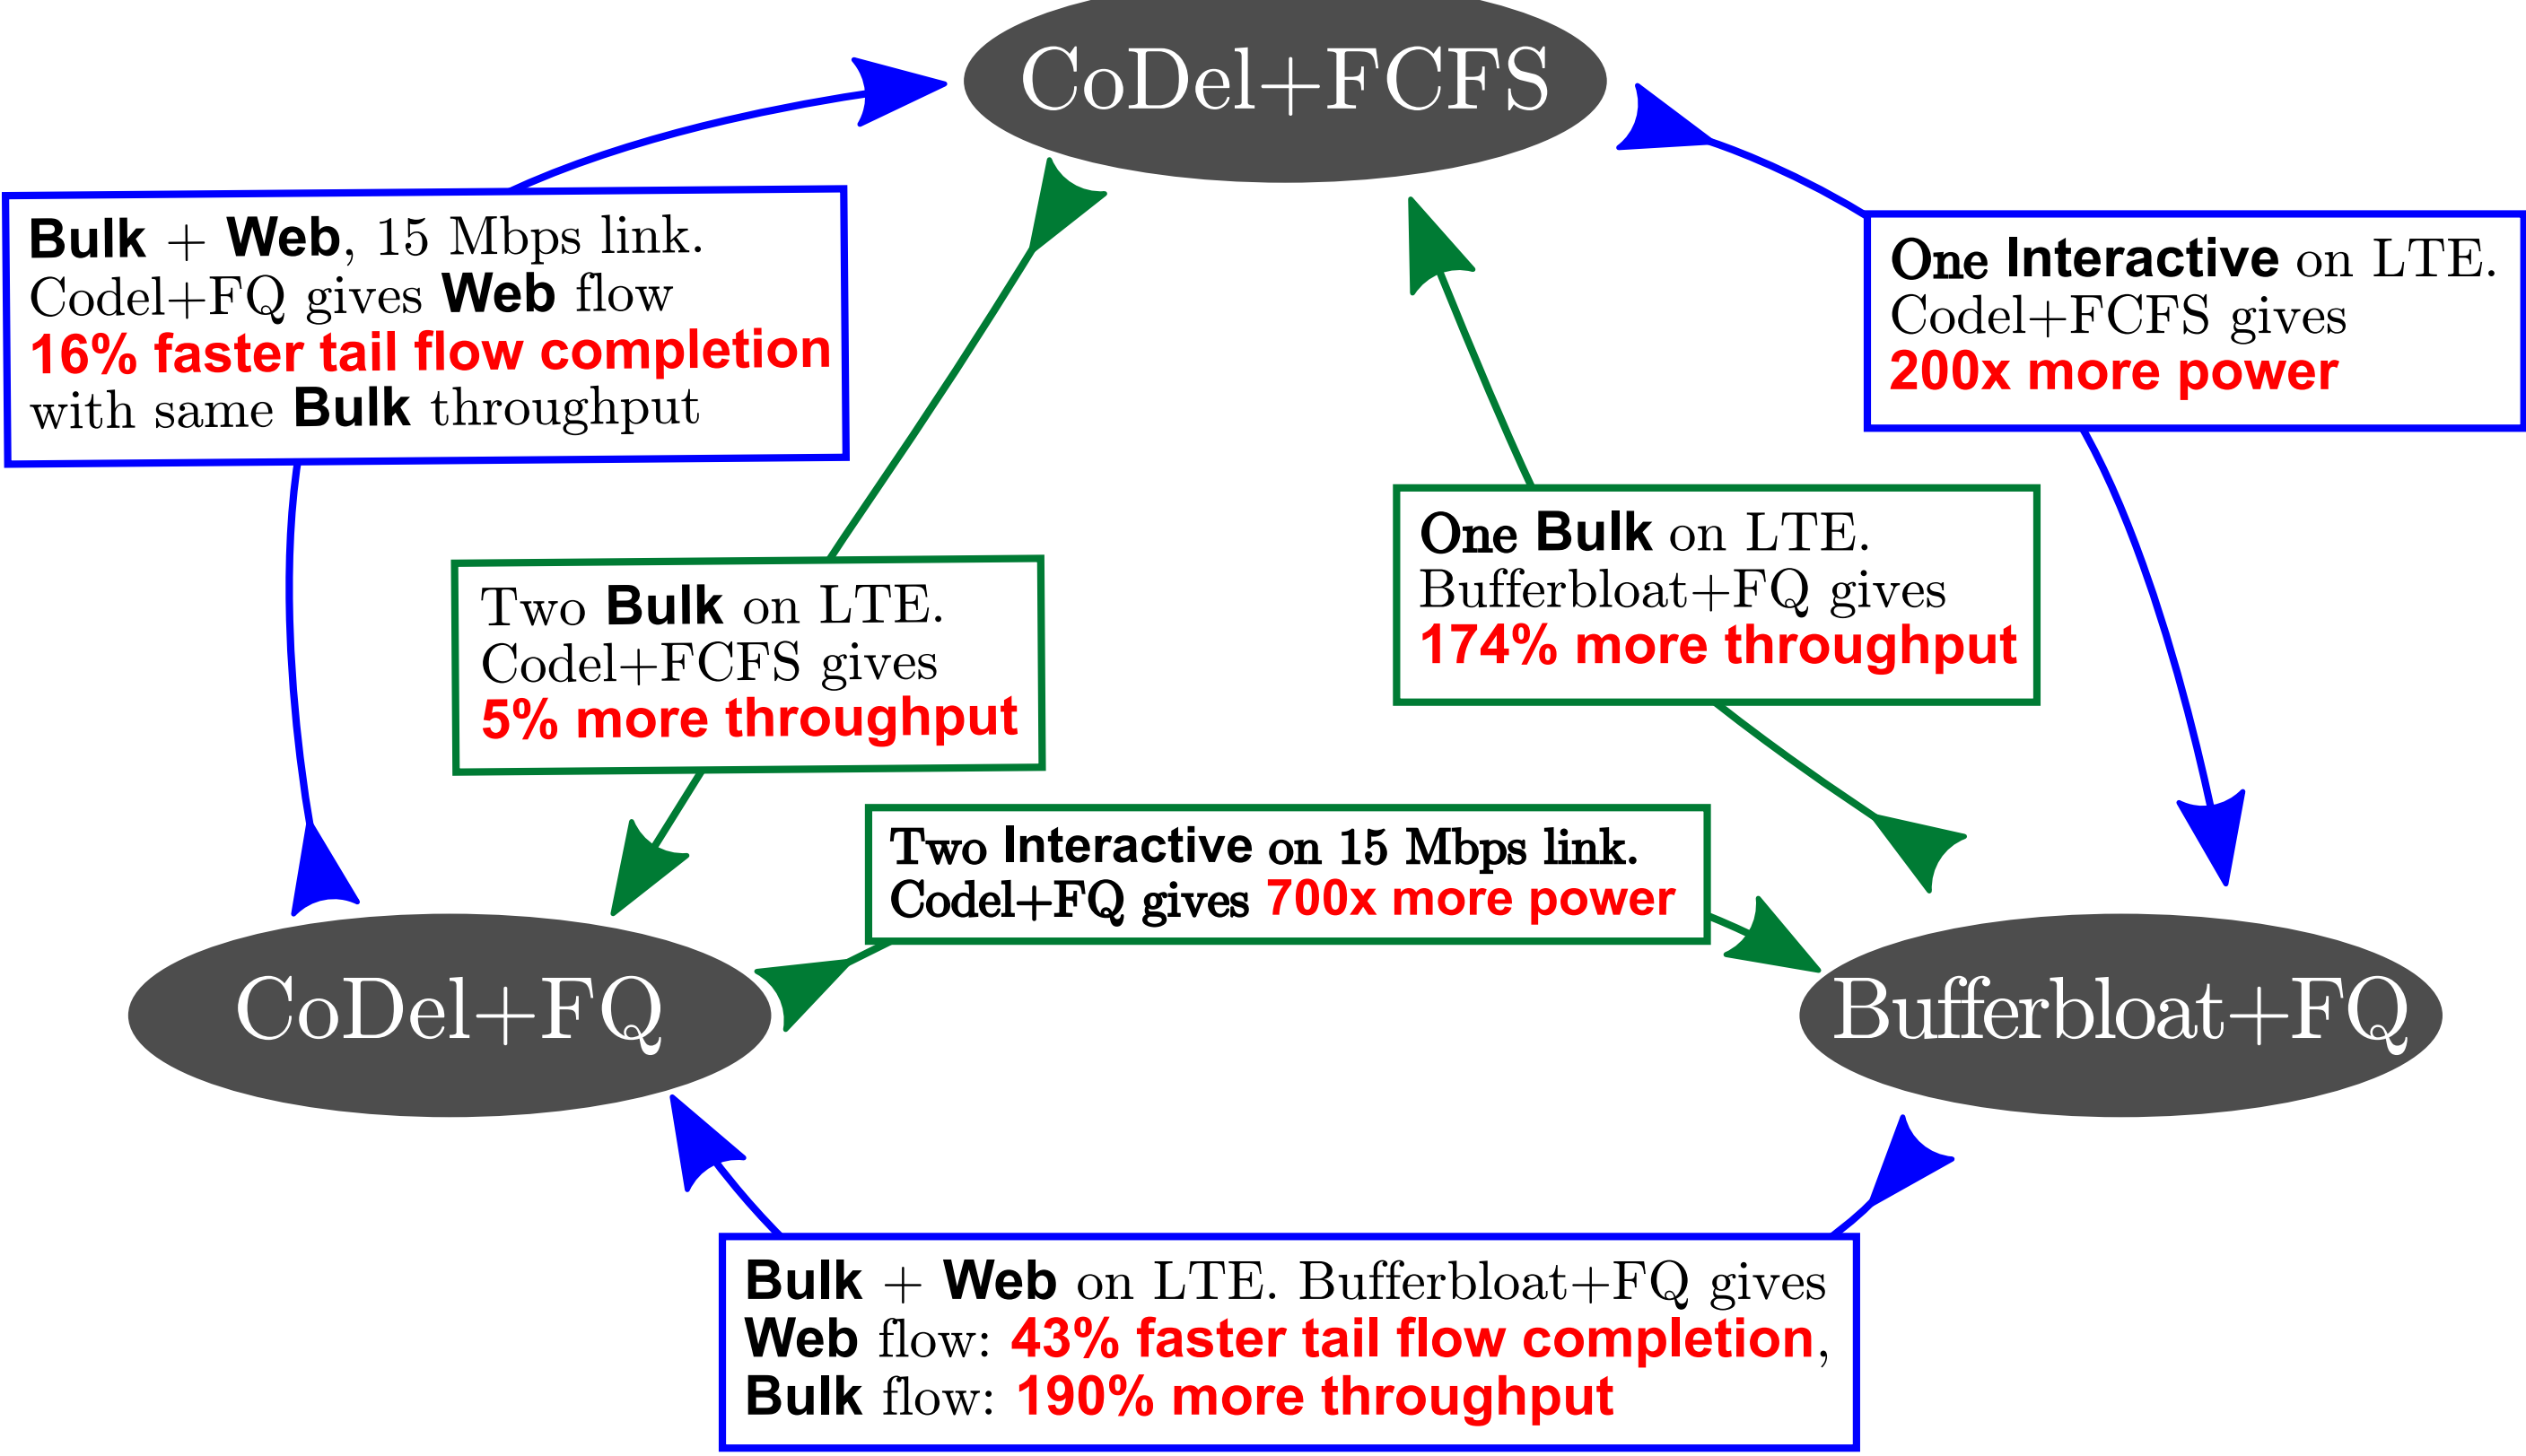 CoDel+FCFS
Bulk + Web, 15 Mbps link.
Codel+FQ gives Web flow
16% faster tail flow completion
with same Bulk throughput
One Interactive on LTE.
Codel+FCFS gives
200x more power
One Bulk on LTE.
Bufferbloat+FQ gives
174% more throughput
Two Bulk on LTE.
Codel+FCFS gives
5% more throughput
Two Interactive on 15 Mbps link.
Codel+FQ gives 700x more power
CoDel+FQ
Bufferbloat+FQ
Bulk + Web on LTE. Bufferbloat+FQ gives
Web flow: 43% faster tail flow completion,
Bulk flow: 190% more throughput